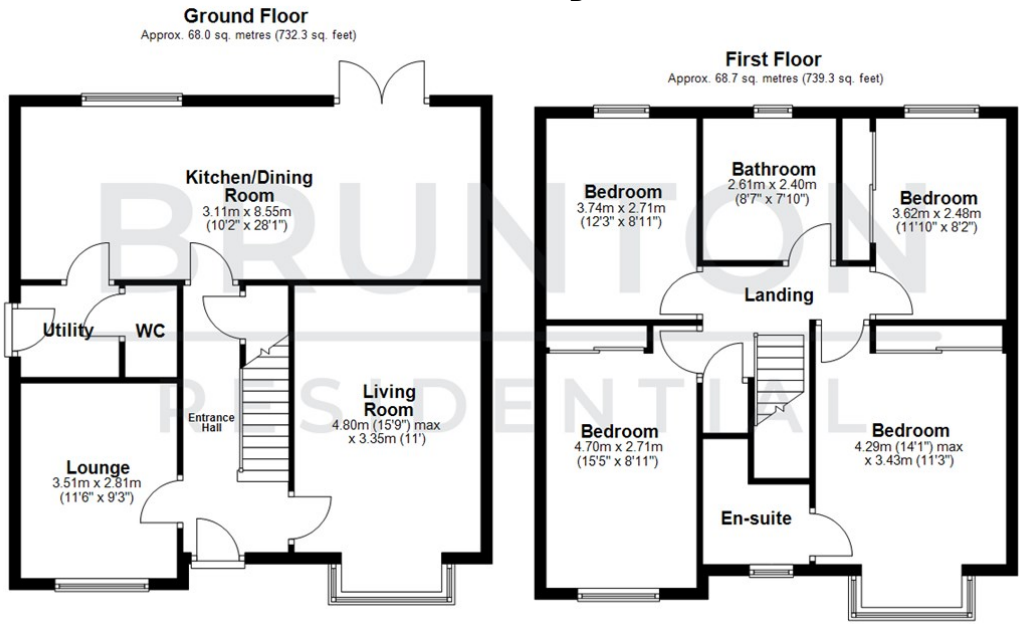 Ground Floor
Approx. 68.0 sq. metres (732.3 sq. feet)
Kitchen/Dining
Room
3.11m x 8.55m
(10'2" x 28'1")
Utility
WC
Entrance
Hall
Living
Room
4.80m (15'9") max
x 3.35m (11')
Lounge
3.51m x 2.81m
(11'6" x 9'3")
First Floor
Approx. 68.7 sq. metres (739.3 sq. feet)
Bedroom
3.74m x 2.71m
(12'3" x 8'11")
Bathroom
2.61m x 2.40m
(8'7" x 7'10")
Bedroom
3.62m x 2.48m
(11'10" x 8'2")
Landing
Bedroom
4.70m x 2.71m
(15'5" x 8'11")
Bedroom
4.29m (14'1") max
x 3.43m (11'3")
En-suite
BRUNTON
RESIDENTIAL